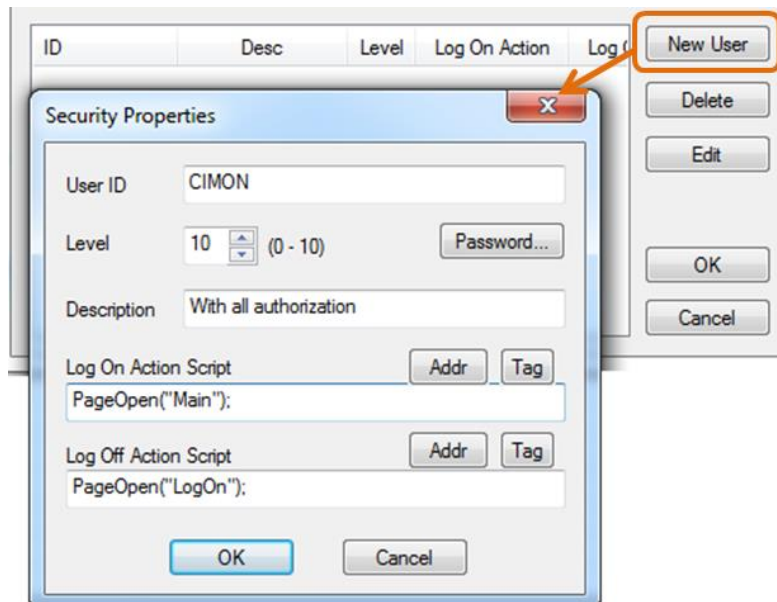 ID Desc Level Log On Action Log
New User
Delete
Edit
OK
Cancel
Security Properties
User ID CIMON
Level 10 (0 - 10) Password...
Description With all authorization
Log On Action Script Addr Tag
PageOpen("Main");
Log Off Action Script Addr Tag
PageOpen("LogOn");
OK Cancel